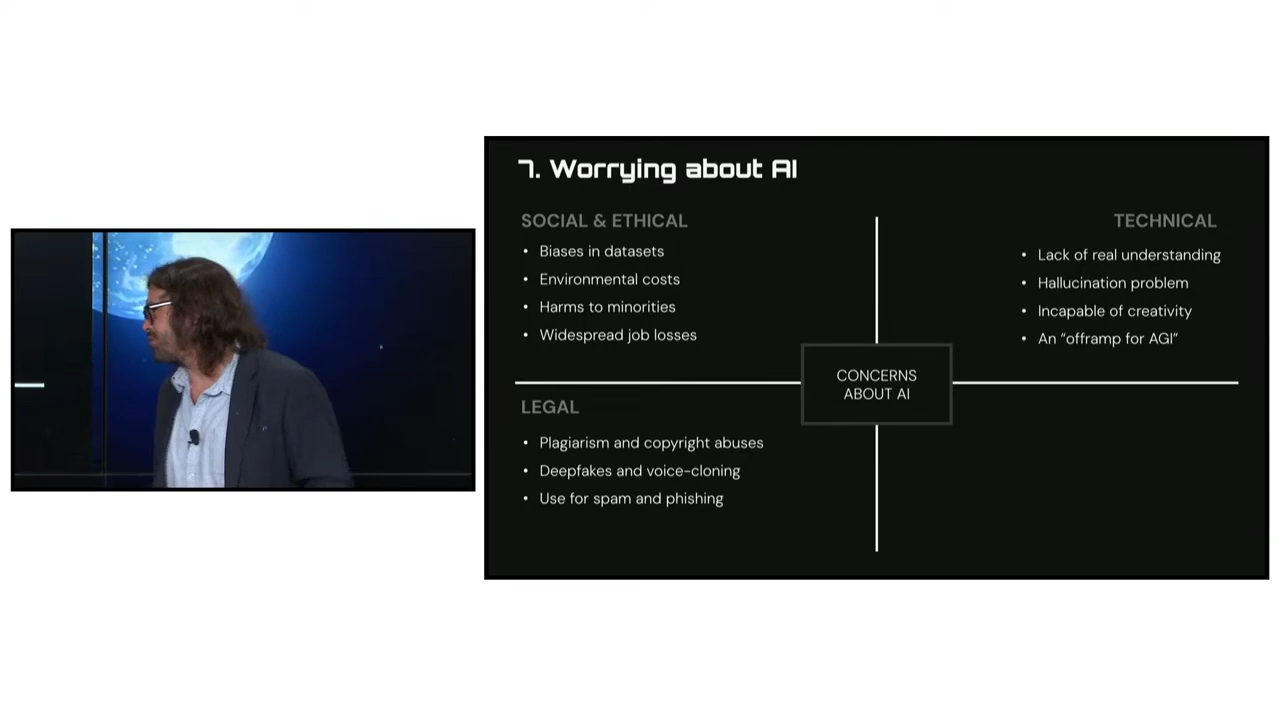 7. Worrying about AI
SOCIAL & ETHICAL
• Biases in datasets
• Environmental costs
• Harms to minorities
• Widespread job losses
TECHNICAL
• Lack of real understanding
• Hallucination problem
• Incapable of creativity
• An “offramp for AGI”
CONCERNS
ABOUT AI
LEGAL
• Plagiarism and copyright abuses
• Deepfakes and voice-cloning
• Use for spam and phishing